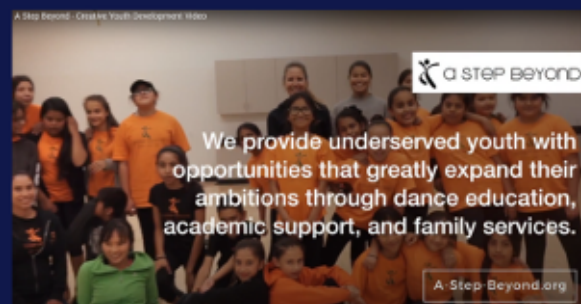 A Step Beyond - Creative Youth Development Video
a STEP BEYOND
We provide underserved youth with
opportunities that greatly expand their
ambitions through dance education,
academic support, and family services.
A-Step-Beyond.org